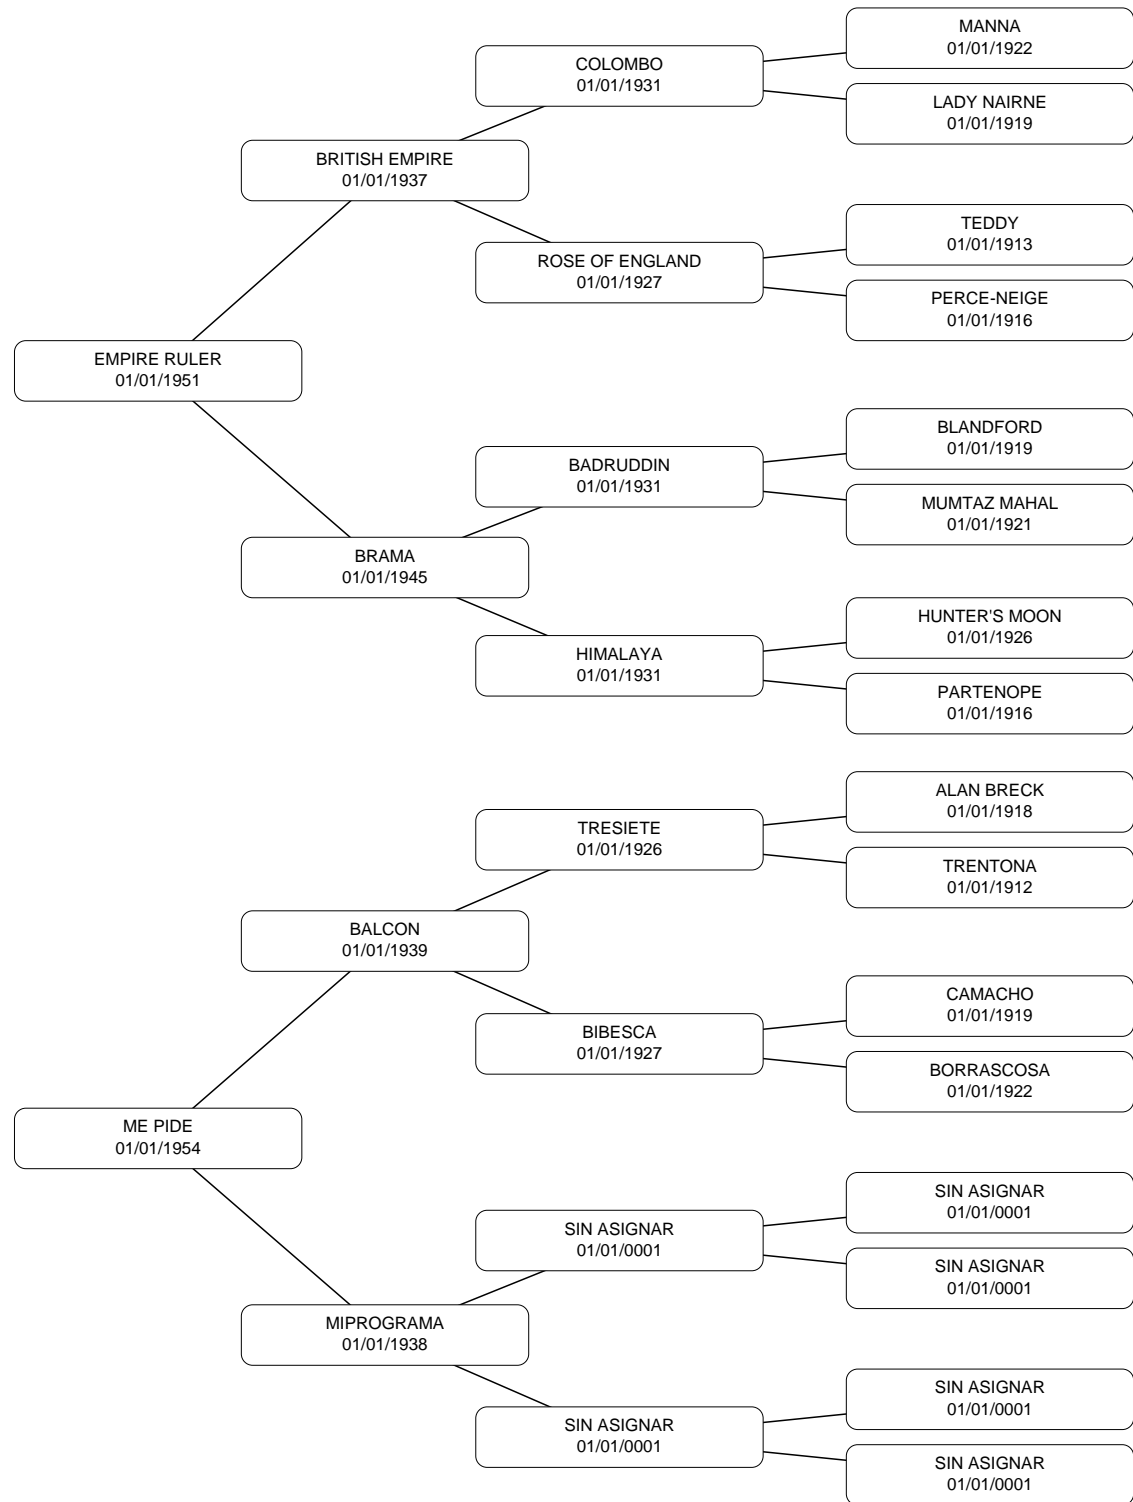 MANNA
01/01/1922
COLOMBO
01/01/1931
LADY NAIRNE
01/01/1919
BRITISH EMPIRE
01/01/1937
TEDDY
01/01/1913
ROSE OF ENGLAND
01/01/1927
PERCE-NEIGE
01/01/1916
EMPIRE RULER
01/01/1951
BLANDFORD
01/01/1919
BADRUDDIN
01/01/1931
MUMTAZ MAHAL
01/01/1921
BRAMA
01/01/1945
HUNTER'S MOON
01/01/1926
HIMALAYA
01/01/1931
PARTENOPE
01/01/1916
ALAN BRECK
01/01/1918
TRESIETE
01/01/1926
TRENTONA
01/01/1912
BALCON
01/01/1939
CAMACHO
01/01/1919
BIBESCA
01/01/1927
BORRASCOSA
01/01/1922
ME PIDE
01/01/1954
SIN ASIGNAR
01/01/0001
SIN ASIGNAR
01/01/0001
SIN ASIGNAR
01/01/0001
MIPROGRAMA
01/01/1938
SIN ASIGNAR
01/01/0001
SIN ASIGNAR
01/01/0001
SIN ASIGNAR
01/01/0001